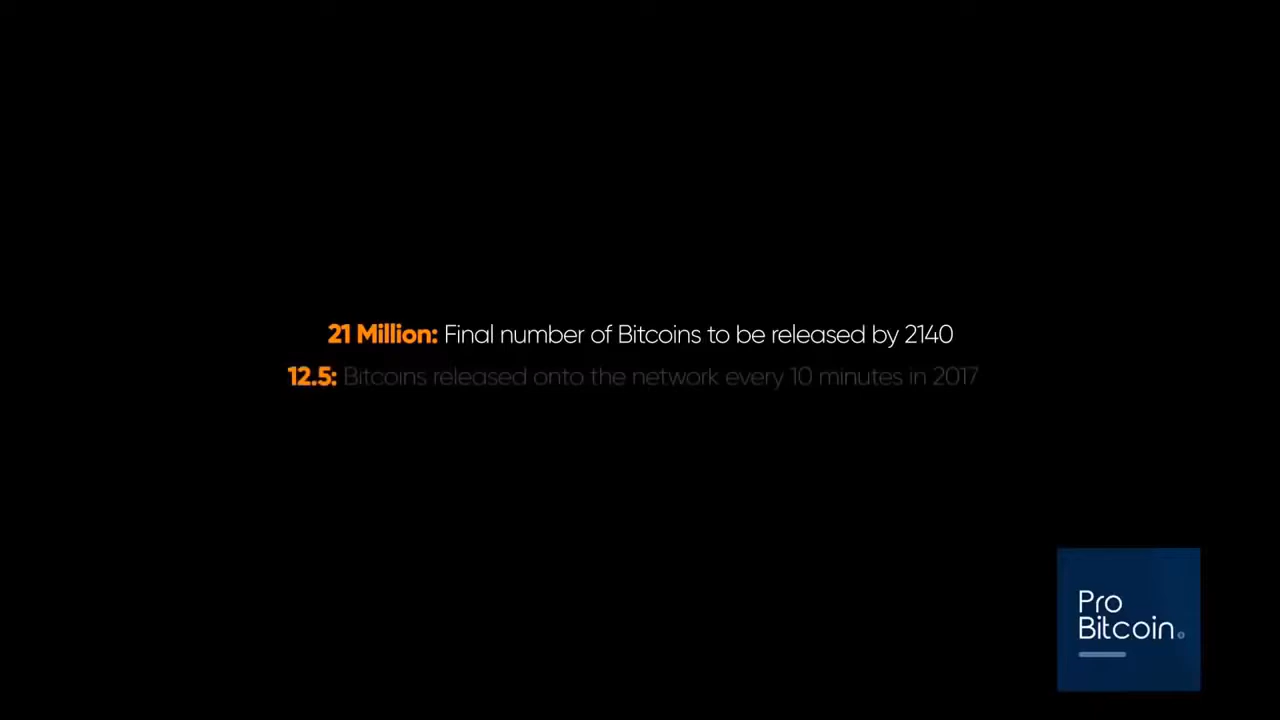 21 Million: Final number of Bitcoins to be released by 2140
12.5: Bitcoins released onto the network every 10 minutes in 2017
Pro
Bitcoin